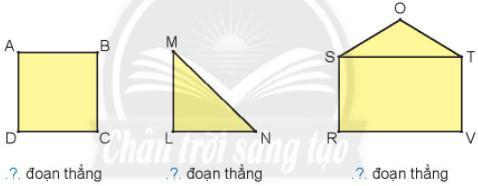 O
A B M S T
D C L N R V
Chân trời sáng tạo
.?. đoạn thẳng .?. đoạn thẳng .?. đoạn thẳng